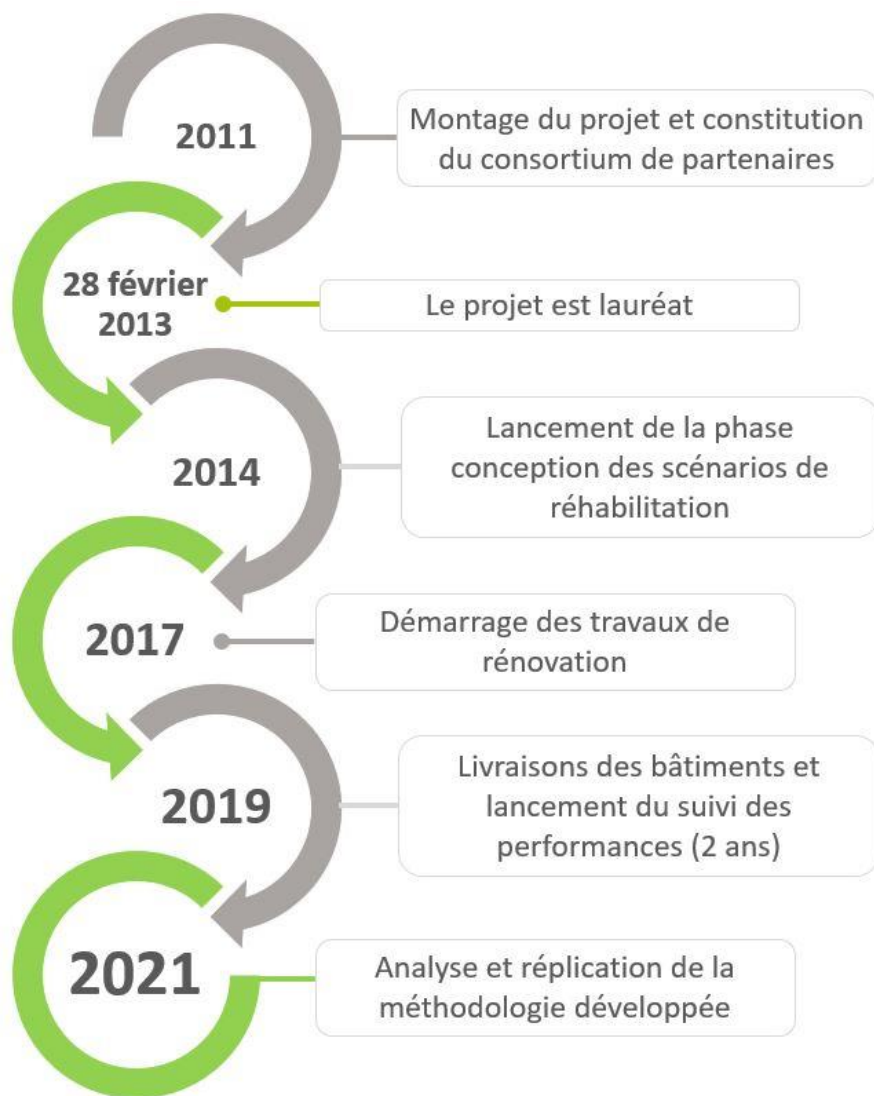 2011
Montage du projet et constitution
du consortium de partenaires
28 février
2013
Le projet est lauréat
2014
Lancement de la phase
conception des scénarios de
réhabilitation
2017
Démarrage des travaux de
rénovation
2019
Livraisons des bâtiments et
lancement du suivi des
performances (2 ans)
2021
Analyse et réplication de la
méthodologie développée